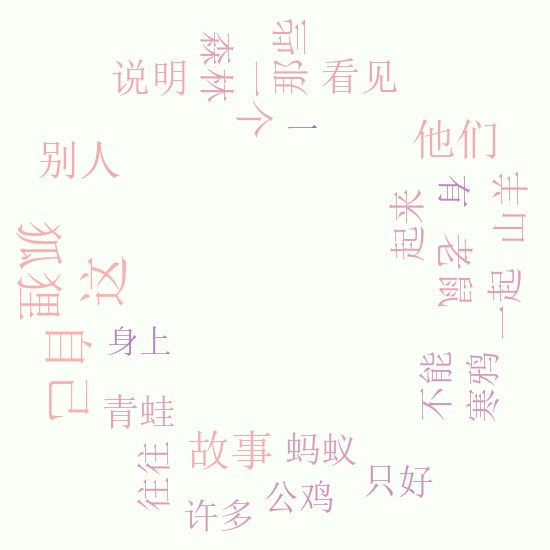 说明
森林
那些
看见
一个
一
他们
别人
起来
有
山羊
老鼠
一起
狐狸
这
自己
身上
不能
寒鸦
青蛙
往往
故事
蚂蚁
只好
公鸡
许多